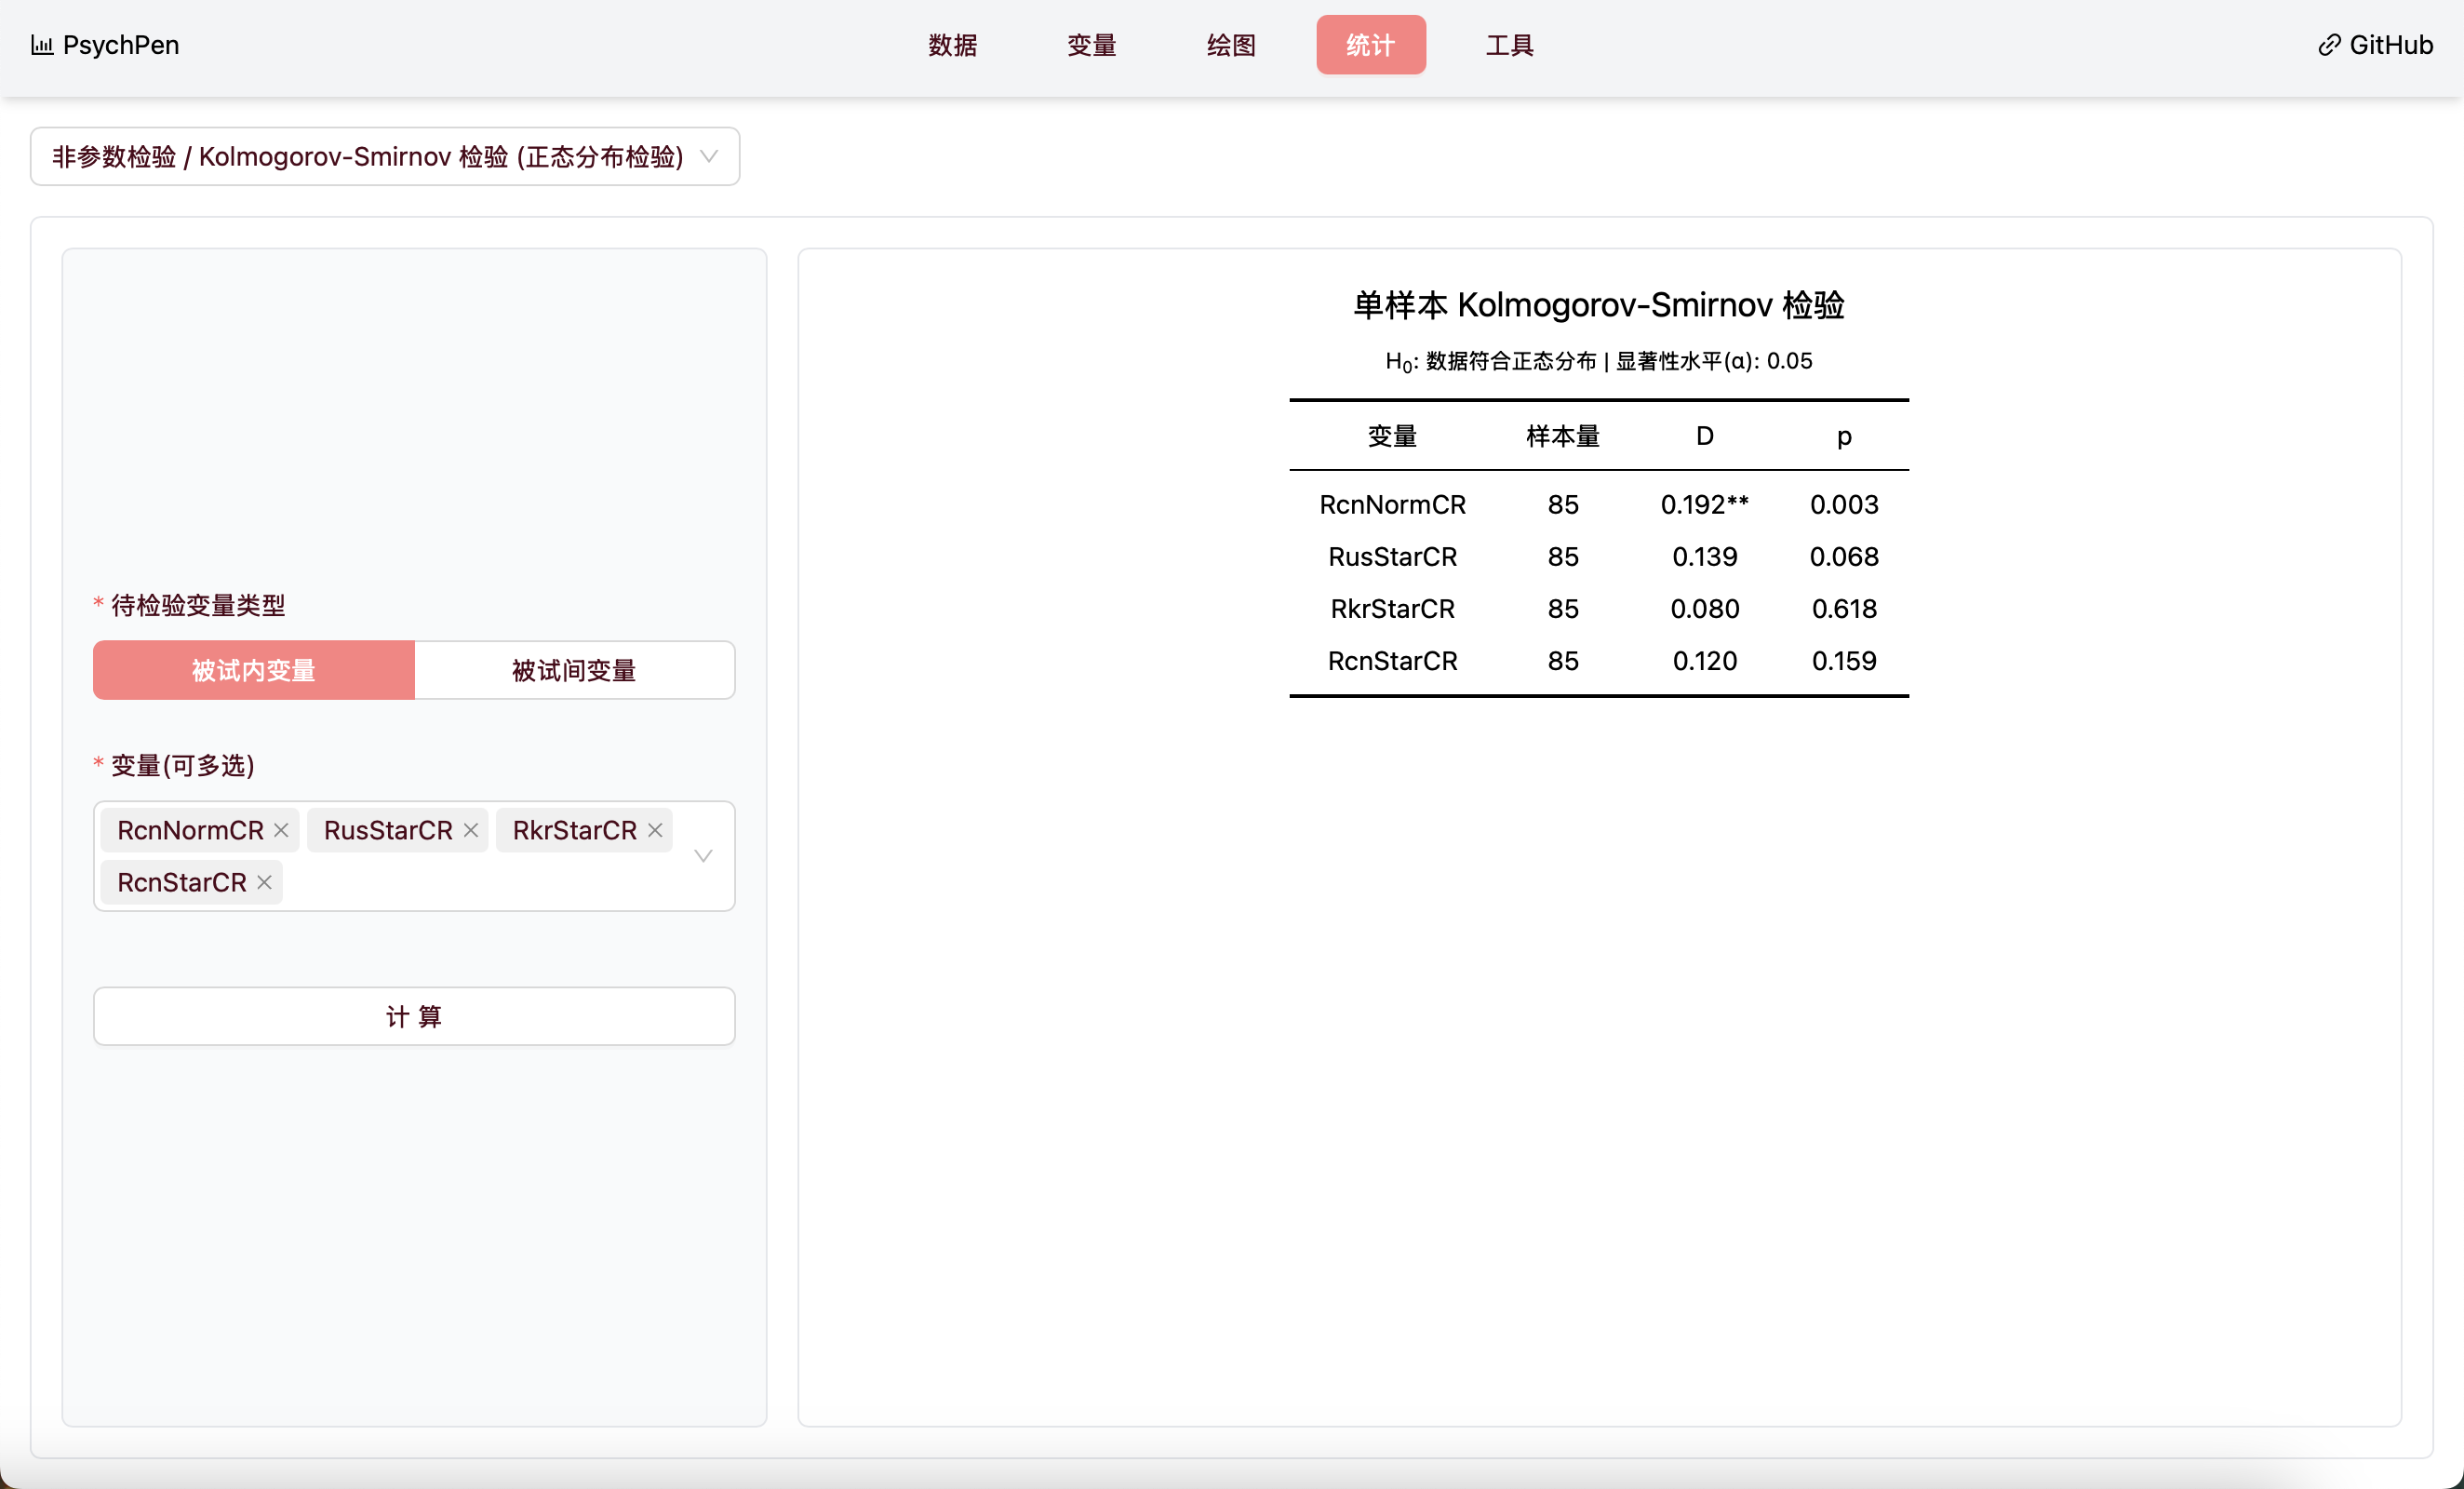 PsychPen
数据 变量 绘图 统计 工具
GitHub
非参数检验 / Kolmogorov-Smirnov 检验 (正态分布检验)
* 待检验变量类型
被试内变量 被试间变量
* 变量(可多选)
RcnNormCR RusStarCR RkrStarCR
RcnStarCR
计 算
单样本 Kolmogorov-Smirnov 检验
H₀: 数据符合正态分布 | 显著性水平(α): 0.05
变量 样本量 D p
RcnNormCR 85 0.192** 0.003
RusStarCR 85 0.139 0.068
RkrStarCR 85 0.080 0.618
RcnStarCR 85 0.120 0.159